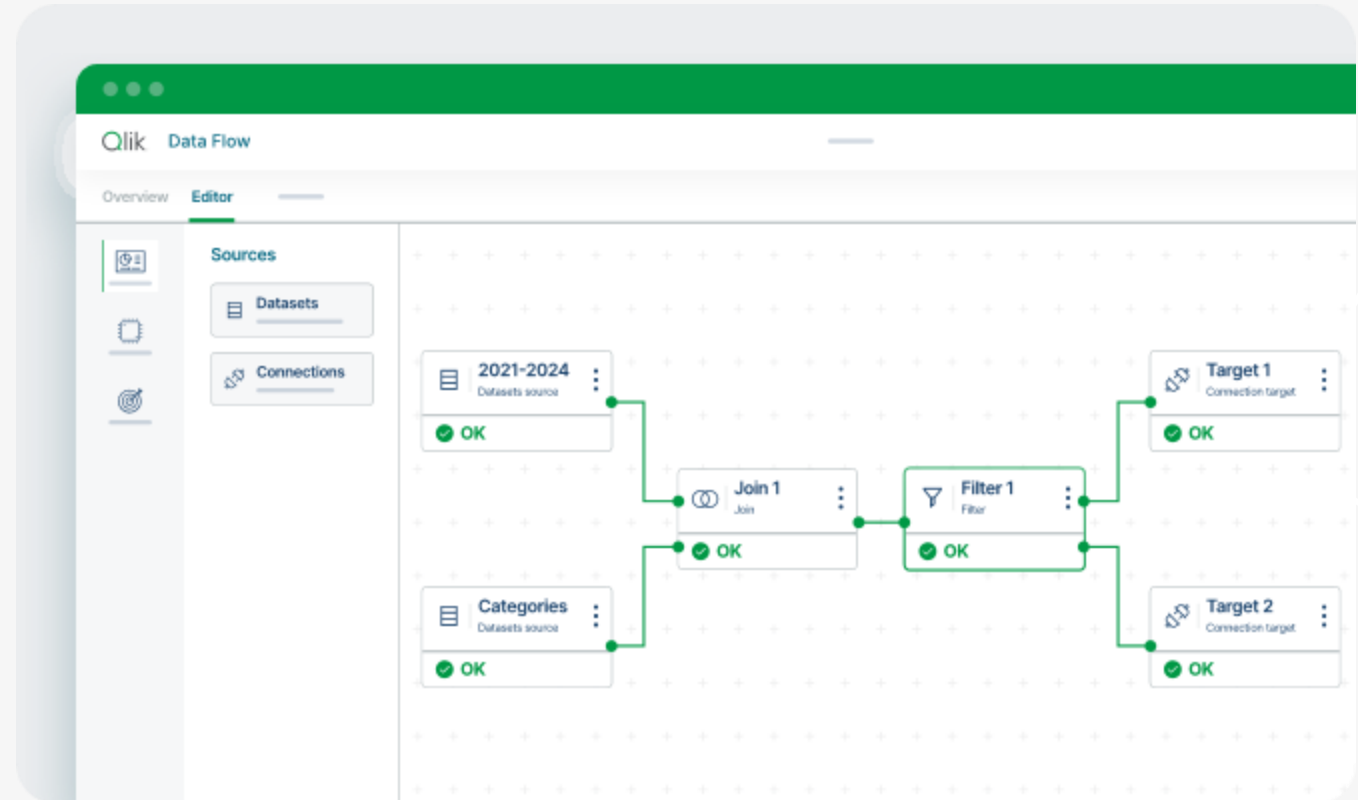 Qlik Data Flow
Overview Editor
Sources
Datasets
Connections
2021-2024
Datasets source
OK
Categories
Datasets source
OK
Join 1
Join
OK
Filter 1
Filter
OK
Target 1
Connection target
OK
Target 2
Connection target
OK